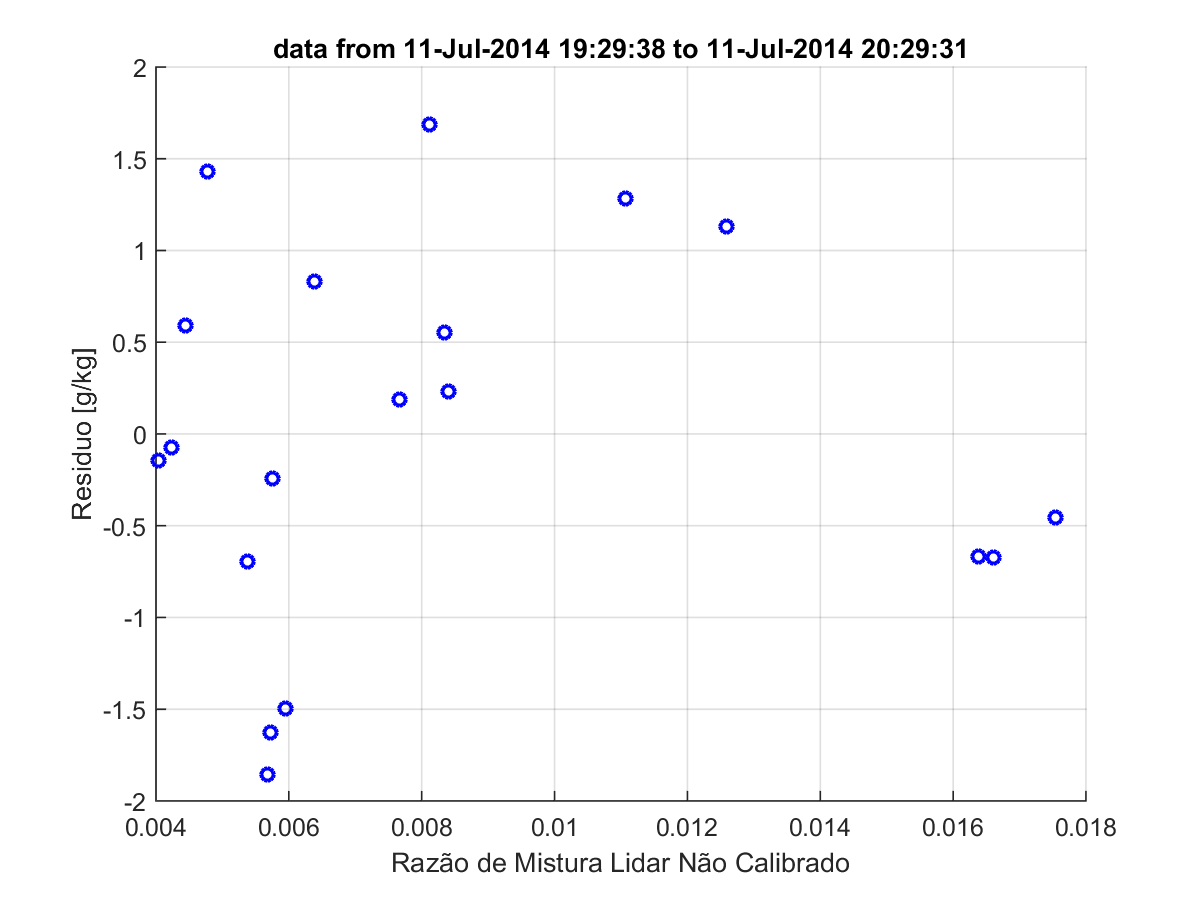 data from 11-Jul-2014 19:29:38 to 11-Jul-2014 20:29:31
2
1.5
1
0.5
0
-0.5
-1
-1.5
-2
Residuo [g/kg]
0.004 0.006 0.008 0.01 0.012 0.014 0.016 0.018
Razão de Mistura Lidar Não Calibrado